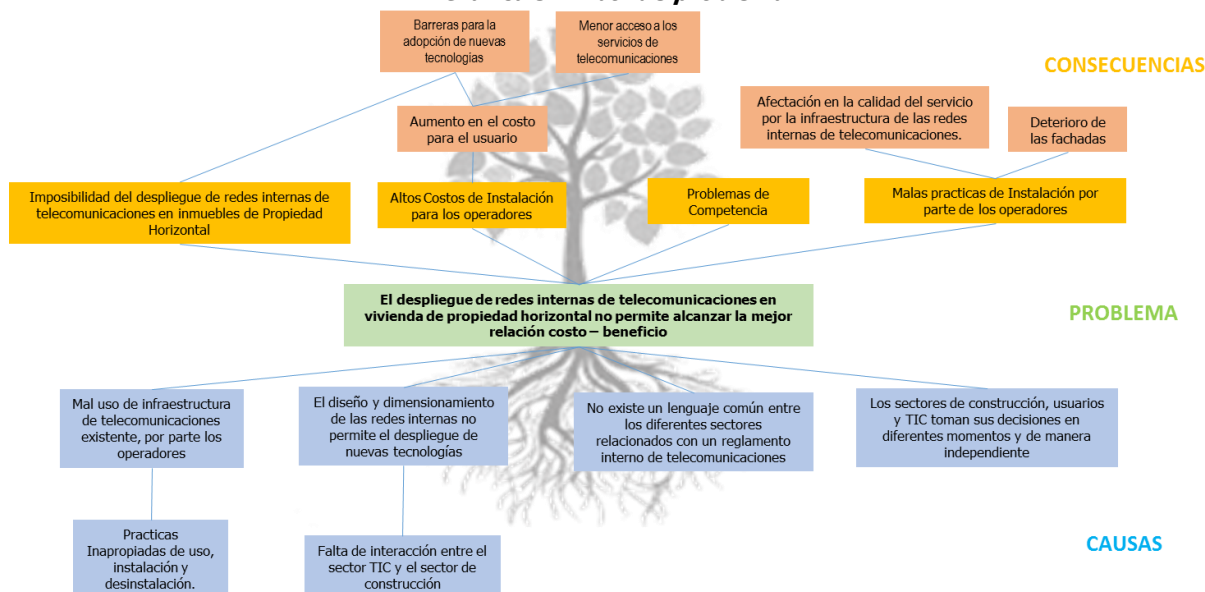 Barreras para la
adopción de nuevas
tecnologías
Menor acceso a los
servicios de
telecomunicaciones
CONSECUENCIAS
Aumento en el costo
para el usuario
Afectación en la calidad del servicio
por la infraestructura de las redes
internas de telecomunicaciones.
Deterioro de
las fachadas
Imposibilidad del despliegue de redes internas de
telecomunicaciones en inmuebles de Propiedad
Horizontal
Altos Costos de Instalación
para los operadores
Problemas de
Competencia
Malas practicas de Instalación por
parte de los operadores
El despliegue de redes internas de telecomunicaciones en
vivienda de propiedad horizontal no permite alcanzar la mejor
relación costo – beneficio
PROBLEMA
Mal uso de infraestructura
de telecomunicaciones
existente, por parte los
operadores
El diseño y dimensionamiento
de las redes internas no
permite el despliegue de
nuevas tecnologías
No existe un lenguaje común entre
los diferentes sectores
relacionados con un reglamento
interno de telecomunicaciones
Los sectores de construcción, usuarios
y TIC toman sus decisiones en
diferentes momentos y de manera
independiente
Practicas
Inapropiadas de uso,
instalación y
desinstalación.
Falta de interacción entre el
sector TIC y el sector de
construcción
CAUSAS